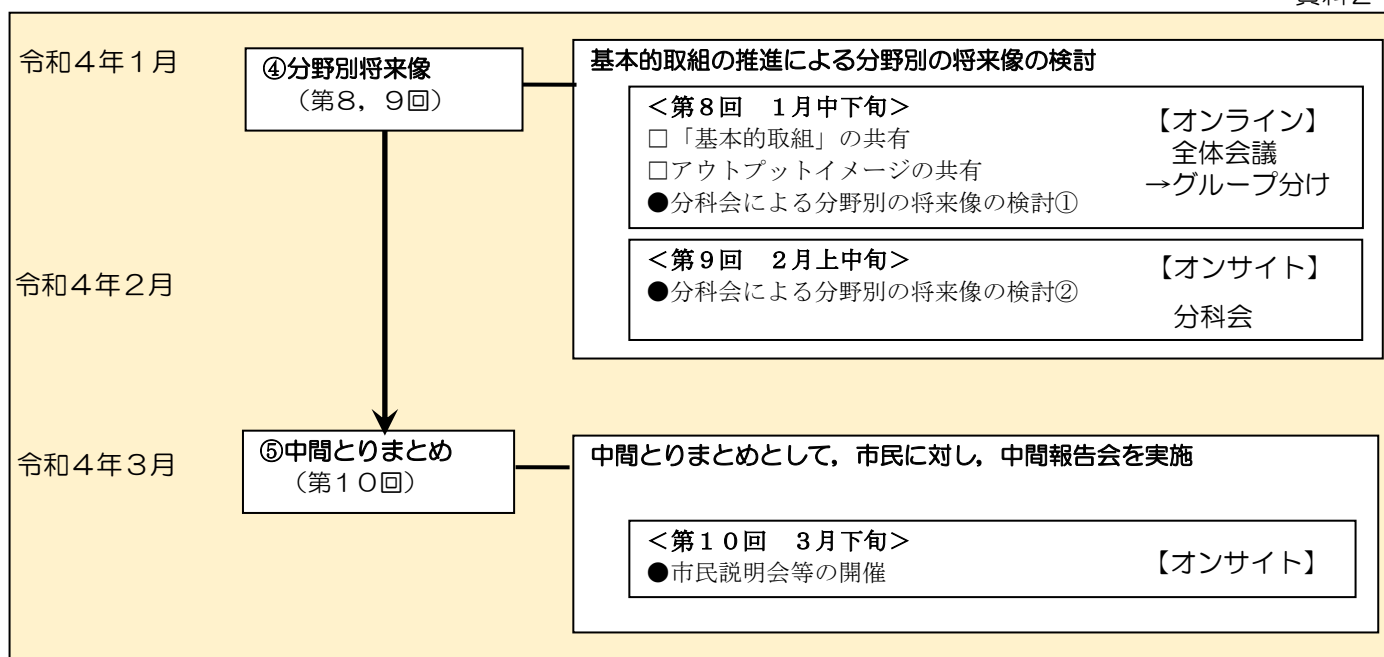 令和４年１月
④分野別将来像
（第８，９回）
基本的取組の推進による分野別の将来像の検討
＜第８回　１月中下旬＞
□「基本的取組」の共有
□アウトプットイメージの共有
●分科会による分野別の将来像の検討①
【オンライン】
全体会議
→グループ分け
令和４年２月
＜第９回　２月上中旬＞
●分科会による分野別の将来像の検討②
【オンサイト】
分科会
令和４年３月
⑤中間とりまとめ
（第１０回）
中間とりまとめとして，市民に対し，中間報告会を実施
＜第１０回　３月下旬＞
●市民説明会等の開催
【オンサイト】